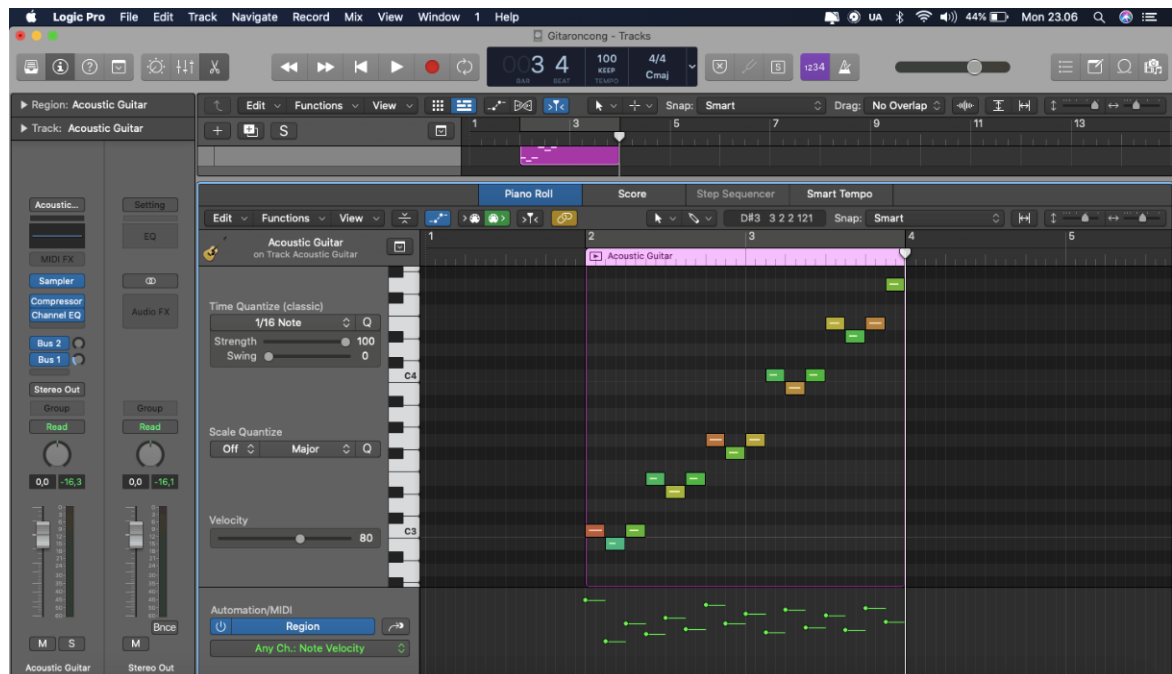 Logic Pro File Edit Track Navigate Record Mix View Window 1 Help UA 44% Mon 23.06
Gitaroncong - Tracks
003 4 100 4/4
KEEP Cmaj
BAR BEAT TEMPO
S 1234
Region: Acoustic Guitar
Edit Functions View Snap: Smart Drag: No Overlap
Track: Acoustic Guitar
S
1 3 5 7 9 11 13
Piano Roll Score Step Sequencer Smart Tempo
Acoustic... Setting
Edit Functions View D#3 3 2 2 121 Snap: Smart
EQ
Acoustic Guitar
on Track Acoustic Guitar
1 2 3 4 5
Acoustic Guitar
MIDI FX
Sampler
Compressor
Channel EQ
Audio FX
Time Quantize (classic)
1/16 Note Q
Strength 100
Swing 0
Bus 2
Bus 1
C4
Stereo Out
Group Group
Read Read
Scale Quantize
Off Major Q
0,0 -16,3 0,0 -16,1
Velocity
80
C3
Automation/MIDI
Region
Any Ch.: Note Velocity
Bnce
M S M
Acoustic Guitar Stereo Out